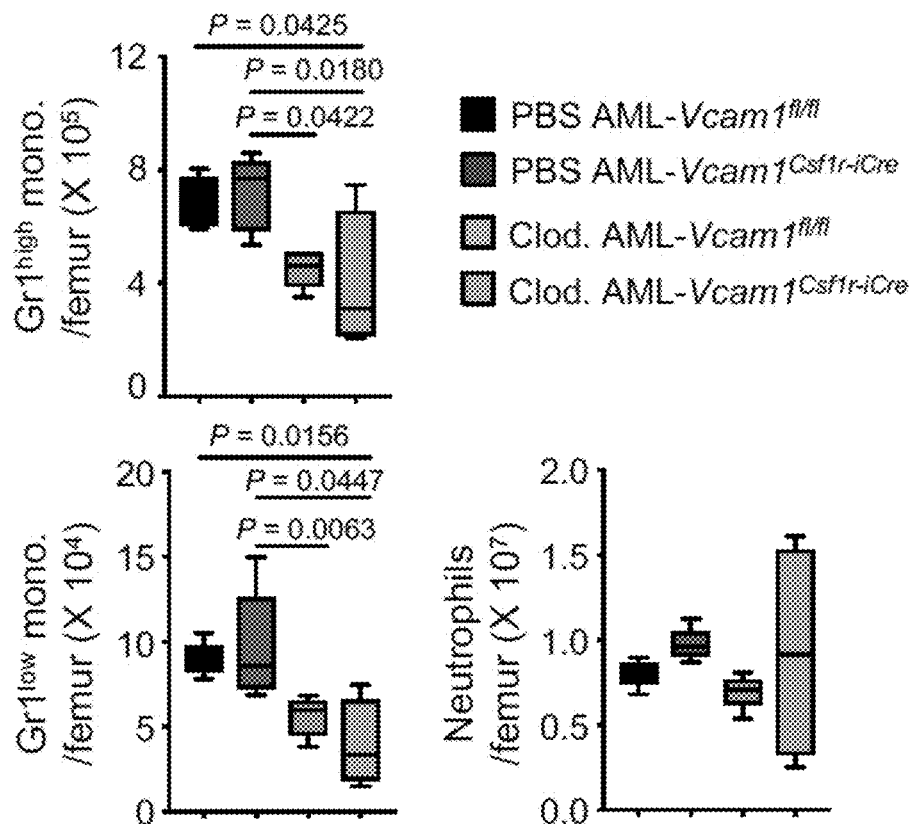 P = 0.0425
P = 0.0180
P = 0.0422
12
8
4
0
Gr1high mono.
/femur (X 10⁵)
PBS AML-Vcam1fl/fl
PBS AML-Vcam1Csf1r-iCre
Clod. AML-Vcam1fl/fl
Clod. AML-Vcam1Csf1r-iCre
P = 0.0156
P = 0.0447
P = 0.0063
20
15
10
5
0
Gr1low mono.
/femur (X 10⁴)
2.0
1.5
1.0
0.5
0.0
Neutrophils
/femur (X 10⁷)